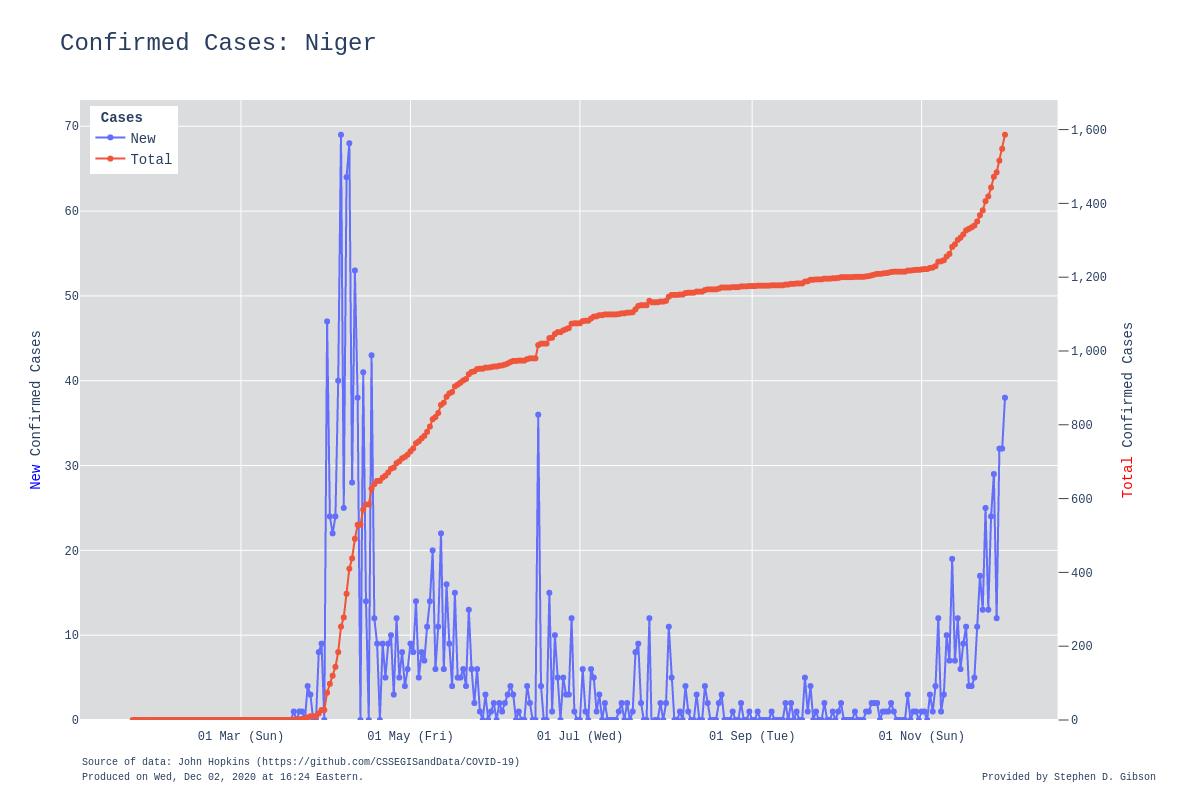 Confirmed Cases: Niger
Cases
New
Total
70
60
50
40
30
20
10
0
1,600
1,400
1,200
1,000
800
600
400
200
0
New Confirmed Cases
Total Confirmed Cases
01 Mar (Sun)
01 May (Fri)
01 Jul (Wed)
01 Sep (Tue)
01 Nov (Sun)
Source of data: John Hopkins (https://github.com/CSSEGISandData/COVID-19)
Produced on Wed, Dec 02, 2020 at 16:24 Eastern.
Provided by Stephen D. Gibson